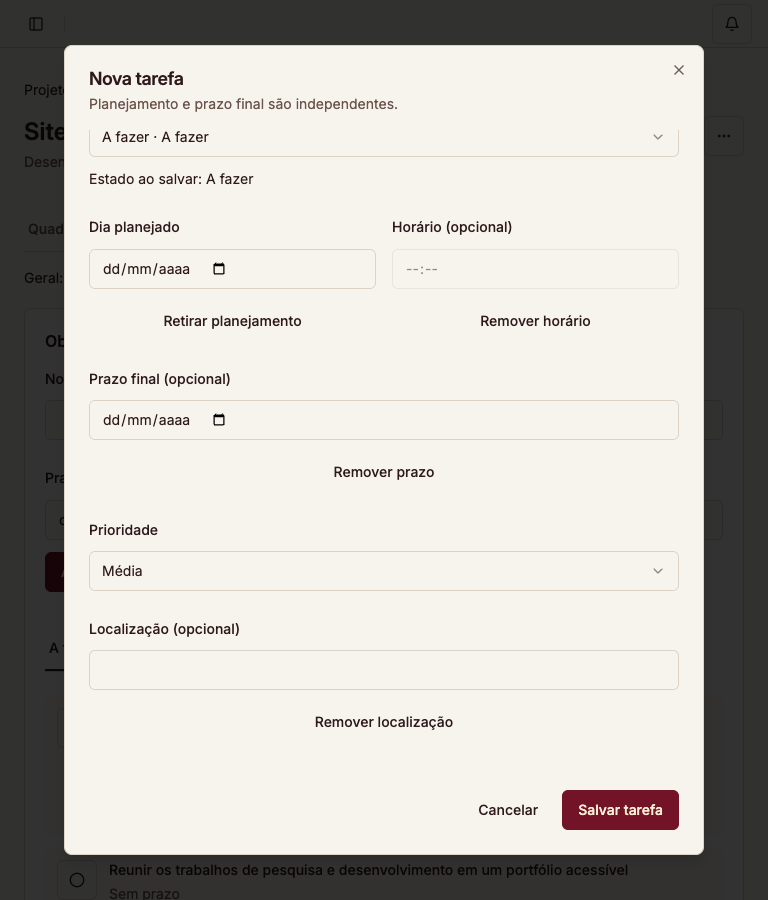 Nova tarefa
Planejamento e prazo final são independentes.
A fazer · A fazer
Estado ao salvar: A fazer
Dia planejado
Horário (opcional)
dd/mm/aaaa
--:--
Retirar planejamento
Remover horário
Prazo final (opcional)
dd/mm/aaaa
Remover prazo
Prioridade
Média
Localização (opcional)
Remover localização
Cancelar
Salvar tarefa
Site
Geral:
Reunir os trabalhos de pesquisa e desenvolvimento em um portfólio acessível
Sem prazo